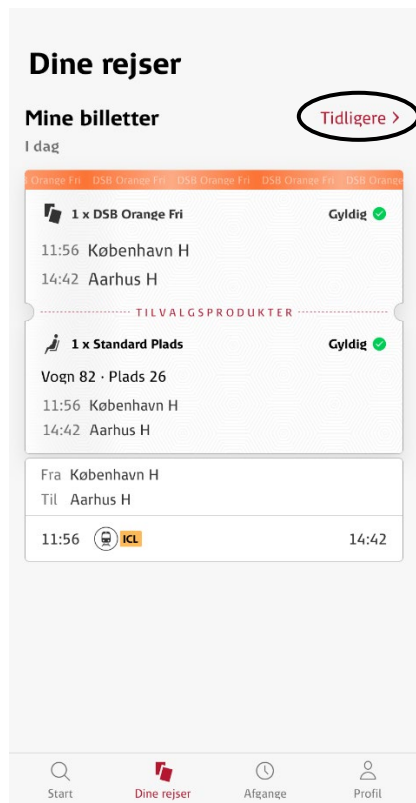 Dine rejser
Mine billetter Tidligere >
I dag
Orange Fri DSB Orange Fri DSB Orange Fri DSB Orange Fri DSB Orange
1 x DSB Orange Fri Gyldig
11:56 København H
14:42 Aarhus H
TILVALGSPRODUKTER
1 x Standard Plads Gyldig
Vogn 82 · Plads 26
11:56 København H
14:42 Aarhus H
Fra København H
Til Aarhus H
11:56 ICL 14:42
Start Dine rejser Afgange Profil